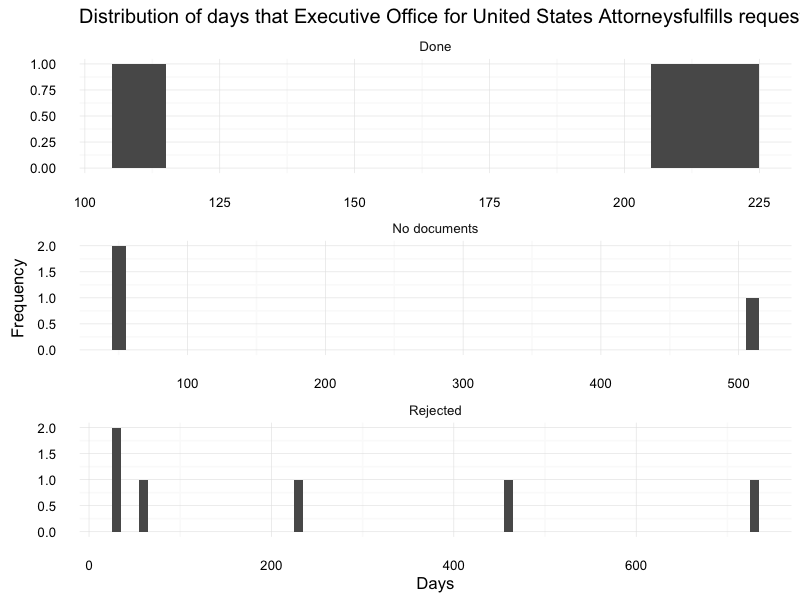 Distribution of days that Executive Office for United States Attorneysfulfills reques
Done
1.00
0.75
0.50
0.25
0.00
100 125 150 175 200 225
No documents
2.0
1.5
1.0
0.5
0.0
100 200 300 400 500
Frequency
Rejected
2.0
1.5
1.0
0.5
0.0
0 200 400 600
Days